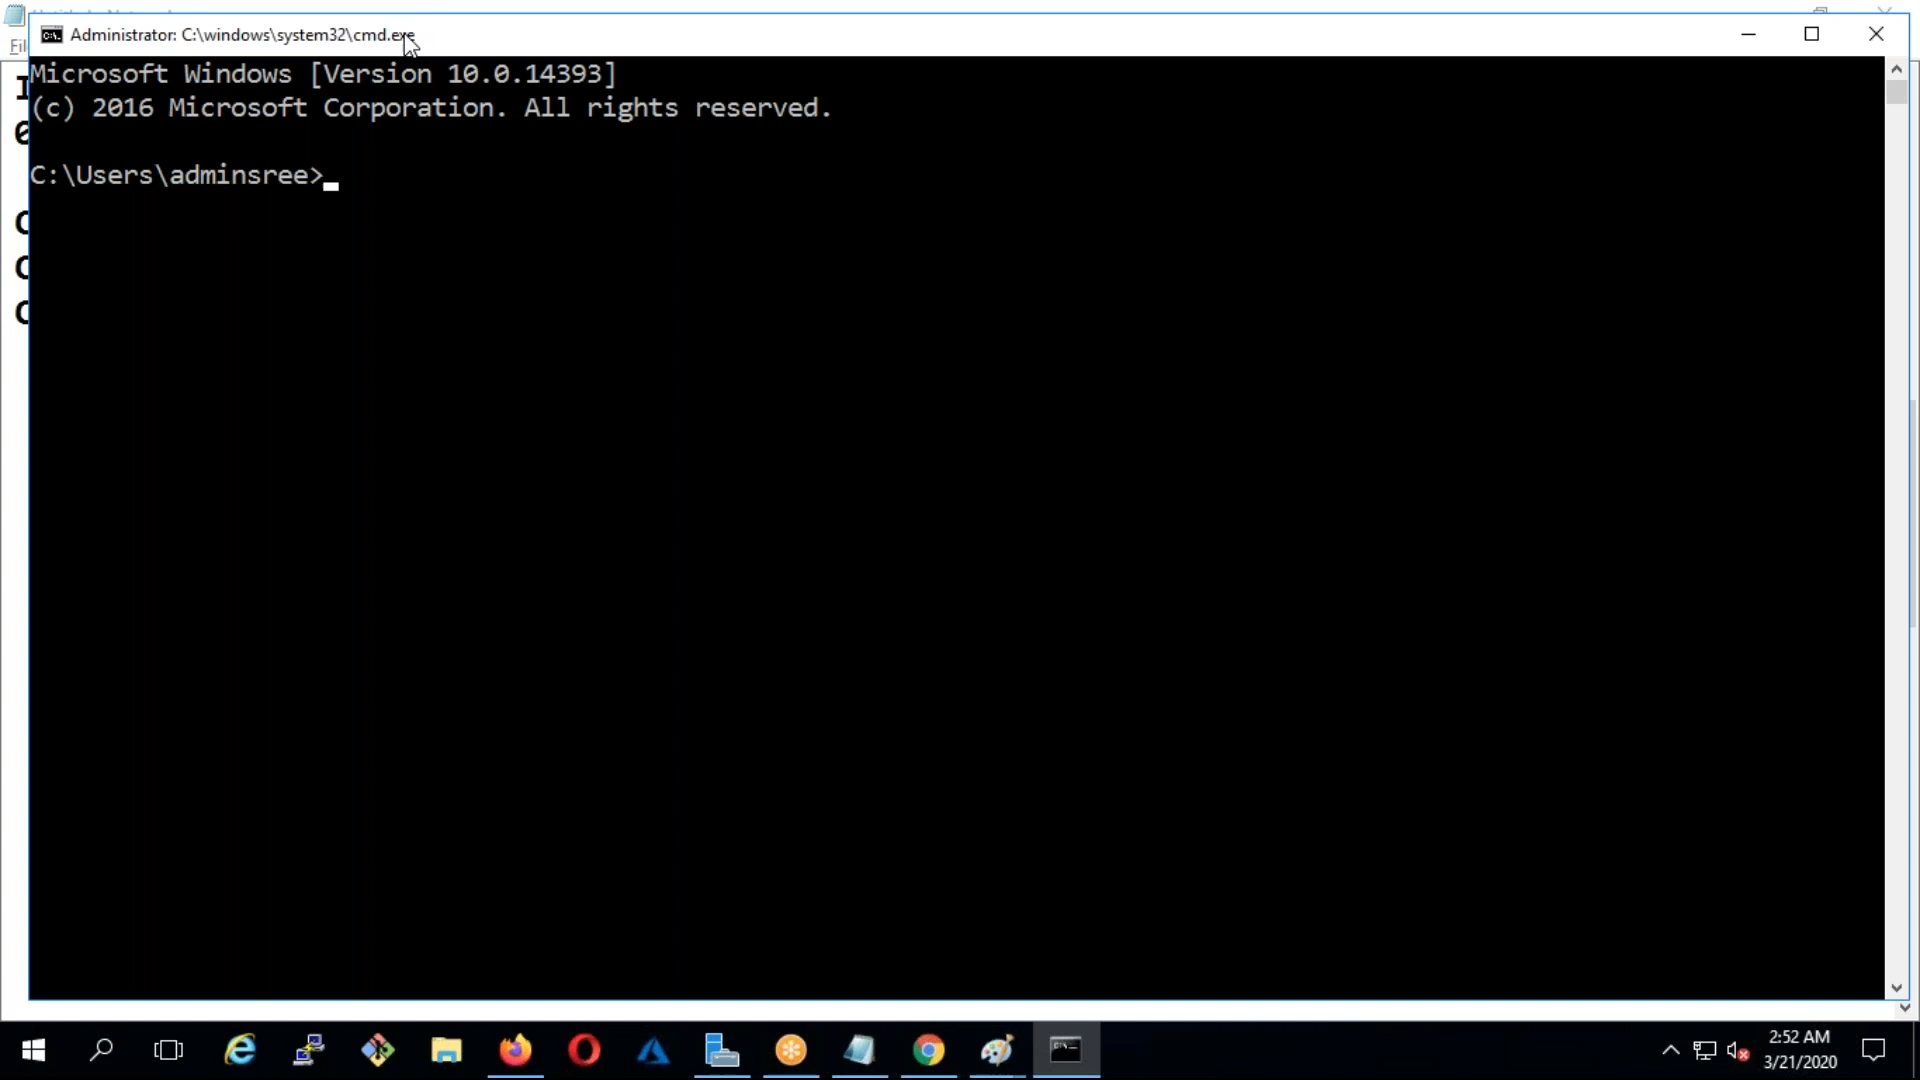 Administrator: C:\windows\system32\cmd.exe
Microsoft Windows [Version 10.0.14393]
(c) 2016 Microsoft Corporation. All rights reserved.
C:\Users\adminsree>
2:52 AM
3/21/2020